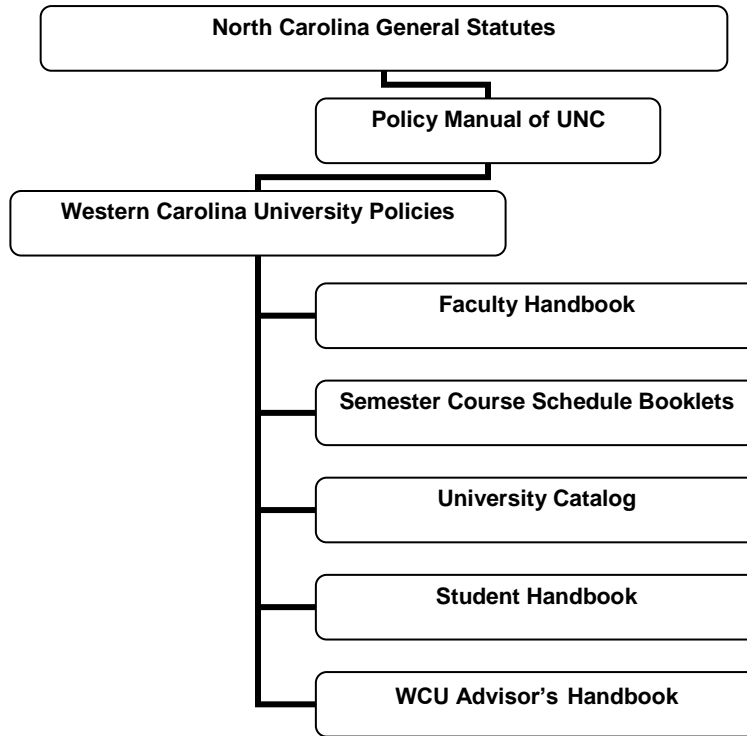 North Carolina General Statutes
Policy Manual of UNC
Western Carolina University Policies
Faculty Handbook
Semester Course Schedule Booklets
University Catalog
Student Handbook
WCU Advisor’s Handbook